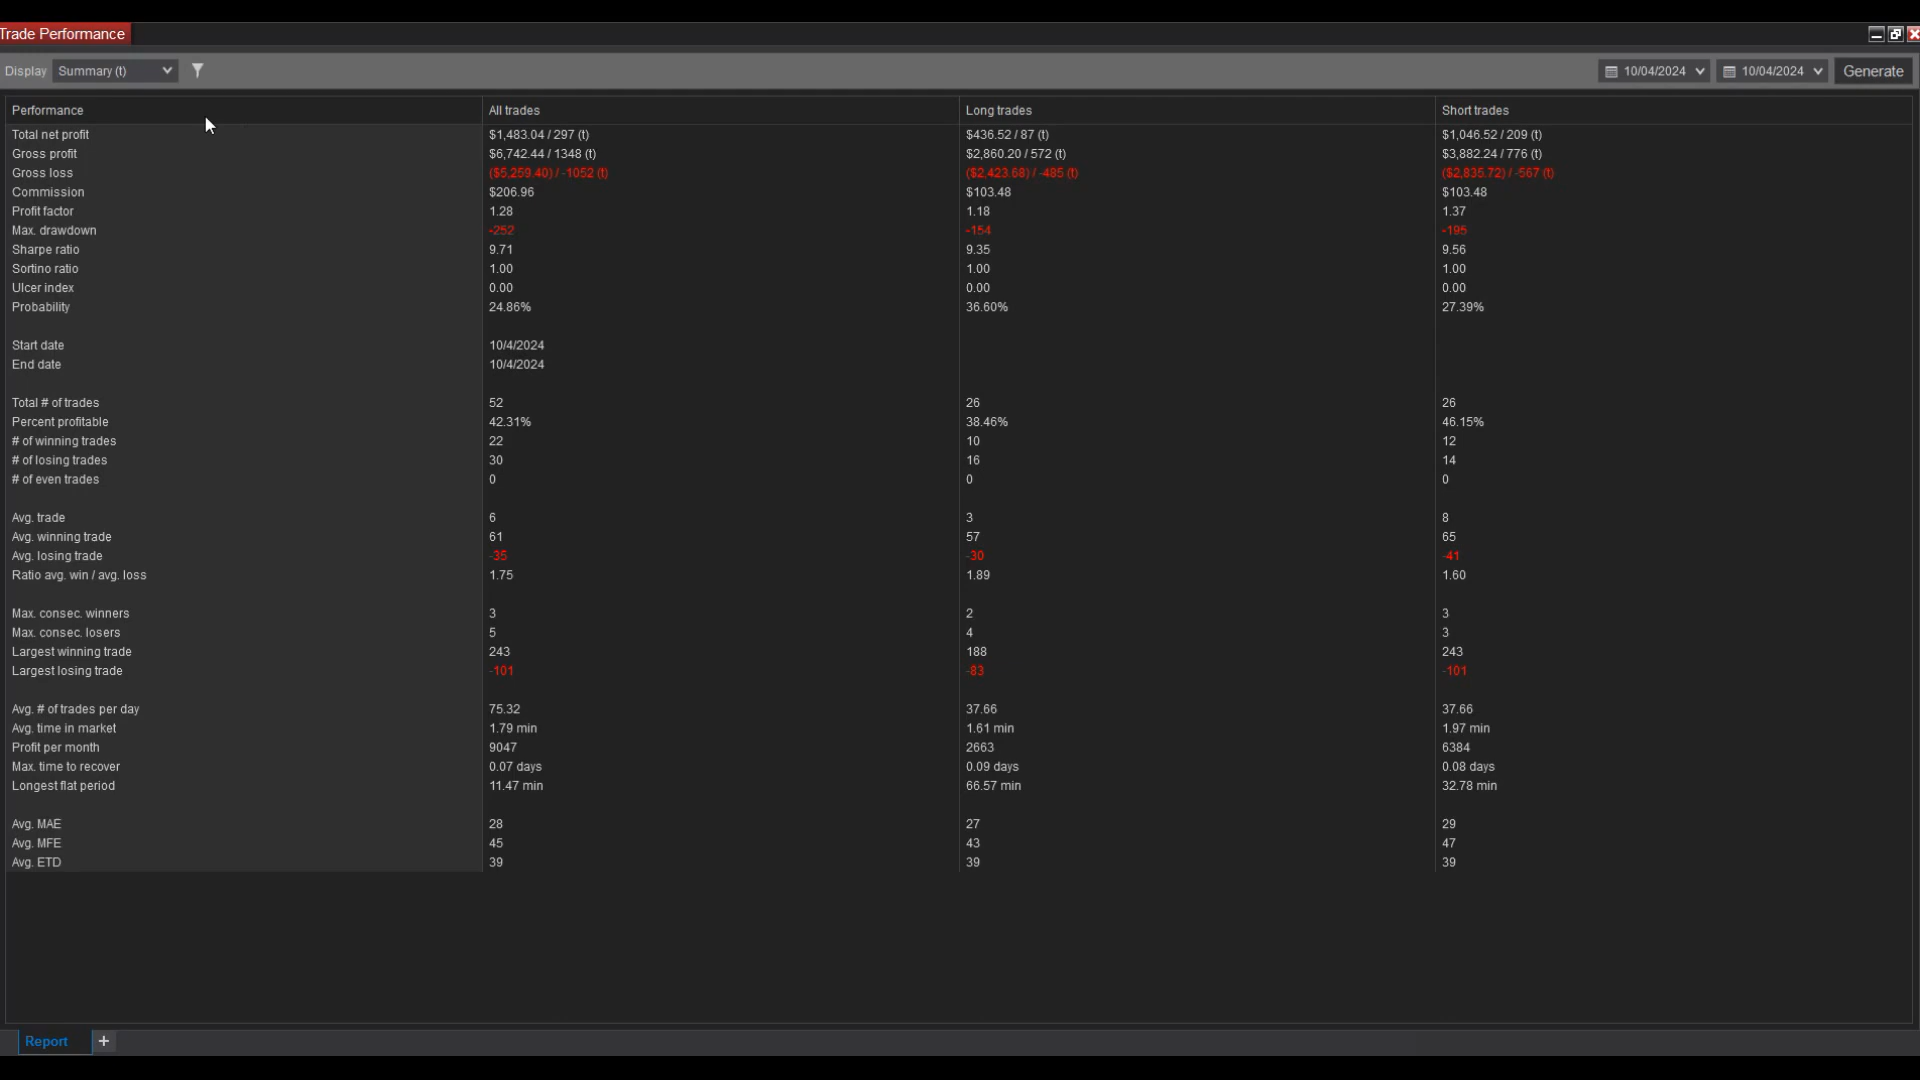 Trade Performance
Display Summary (t) 10/04/2024 10/04/2024 Generate
Performance All trades Long trades Short trades
Total net profit $1,483.04 / 297 (t) $436.52 / 87 (t) $1,046.52 / 209 (t)
Gross profit $6,742.44 / 1348 (t) $2,860.20 / 572 (t) $3,882.24 / 776 (t)
Gross loss ($5,259.40) / -1052 (t) ($2,423.68) / -485 (t) ($2,835.72) / -567 (t)
Commission $206.96 $103.48 $103.48
Profit factor 1.28 1.18 1.37
Max. drawdown -252 -154 -195
Sharpe ratio 9.71 9.35 9.56
Sortino ratio 1.00 1.00 1.00
Ulcer index 0.00 0.00 0.00
Probability 24.86% 36.60% 27.39%
Start date 10/4/2024
End date 10/4/2024
Total # of trades 52 26 26
Percent profitable 42.31% 38.46% 46.15%
# of winning trades 22 10 12
# of losing trades 30 16 14
# of even trades 0 0 0
Avg. trade 6 3 8
Avg. winning trade 61 57 65
Avg. losing trade -35 -30 -41
Ratio avg. win / avg. loss 1.75 1.89 1.60
Max. consec. winners 3 2 3
Max. consec. losers 5 4 3
Largest winning trade 243 188 243
Largest losing trade -101 -83 -101
Avg. # of trades per day 75.32 37.66 37.66
Avg. time in market 1.79 min 1.61 min 1.97 min
Profit per month 9047 2663 6384
Max. time to recover 0.07 days 0.09 days 0.08 days
Longest flat period 11.47 min 66.57 min 32.78 min
Avg. MAE 28 27 29
Avg. MFE 45 43 47
Avg. ETD 39 39 39
Report +